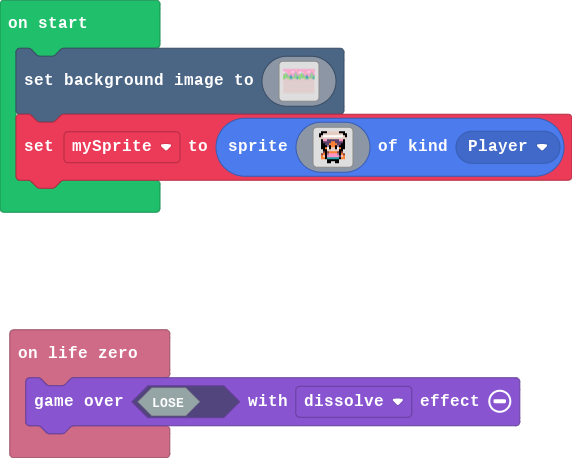 on start
set background image to
set mySprite to sprite of kind Player
on life zero
game over LOSE with dissolve effect